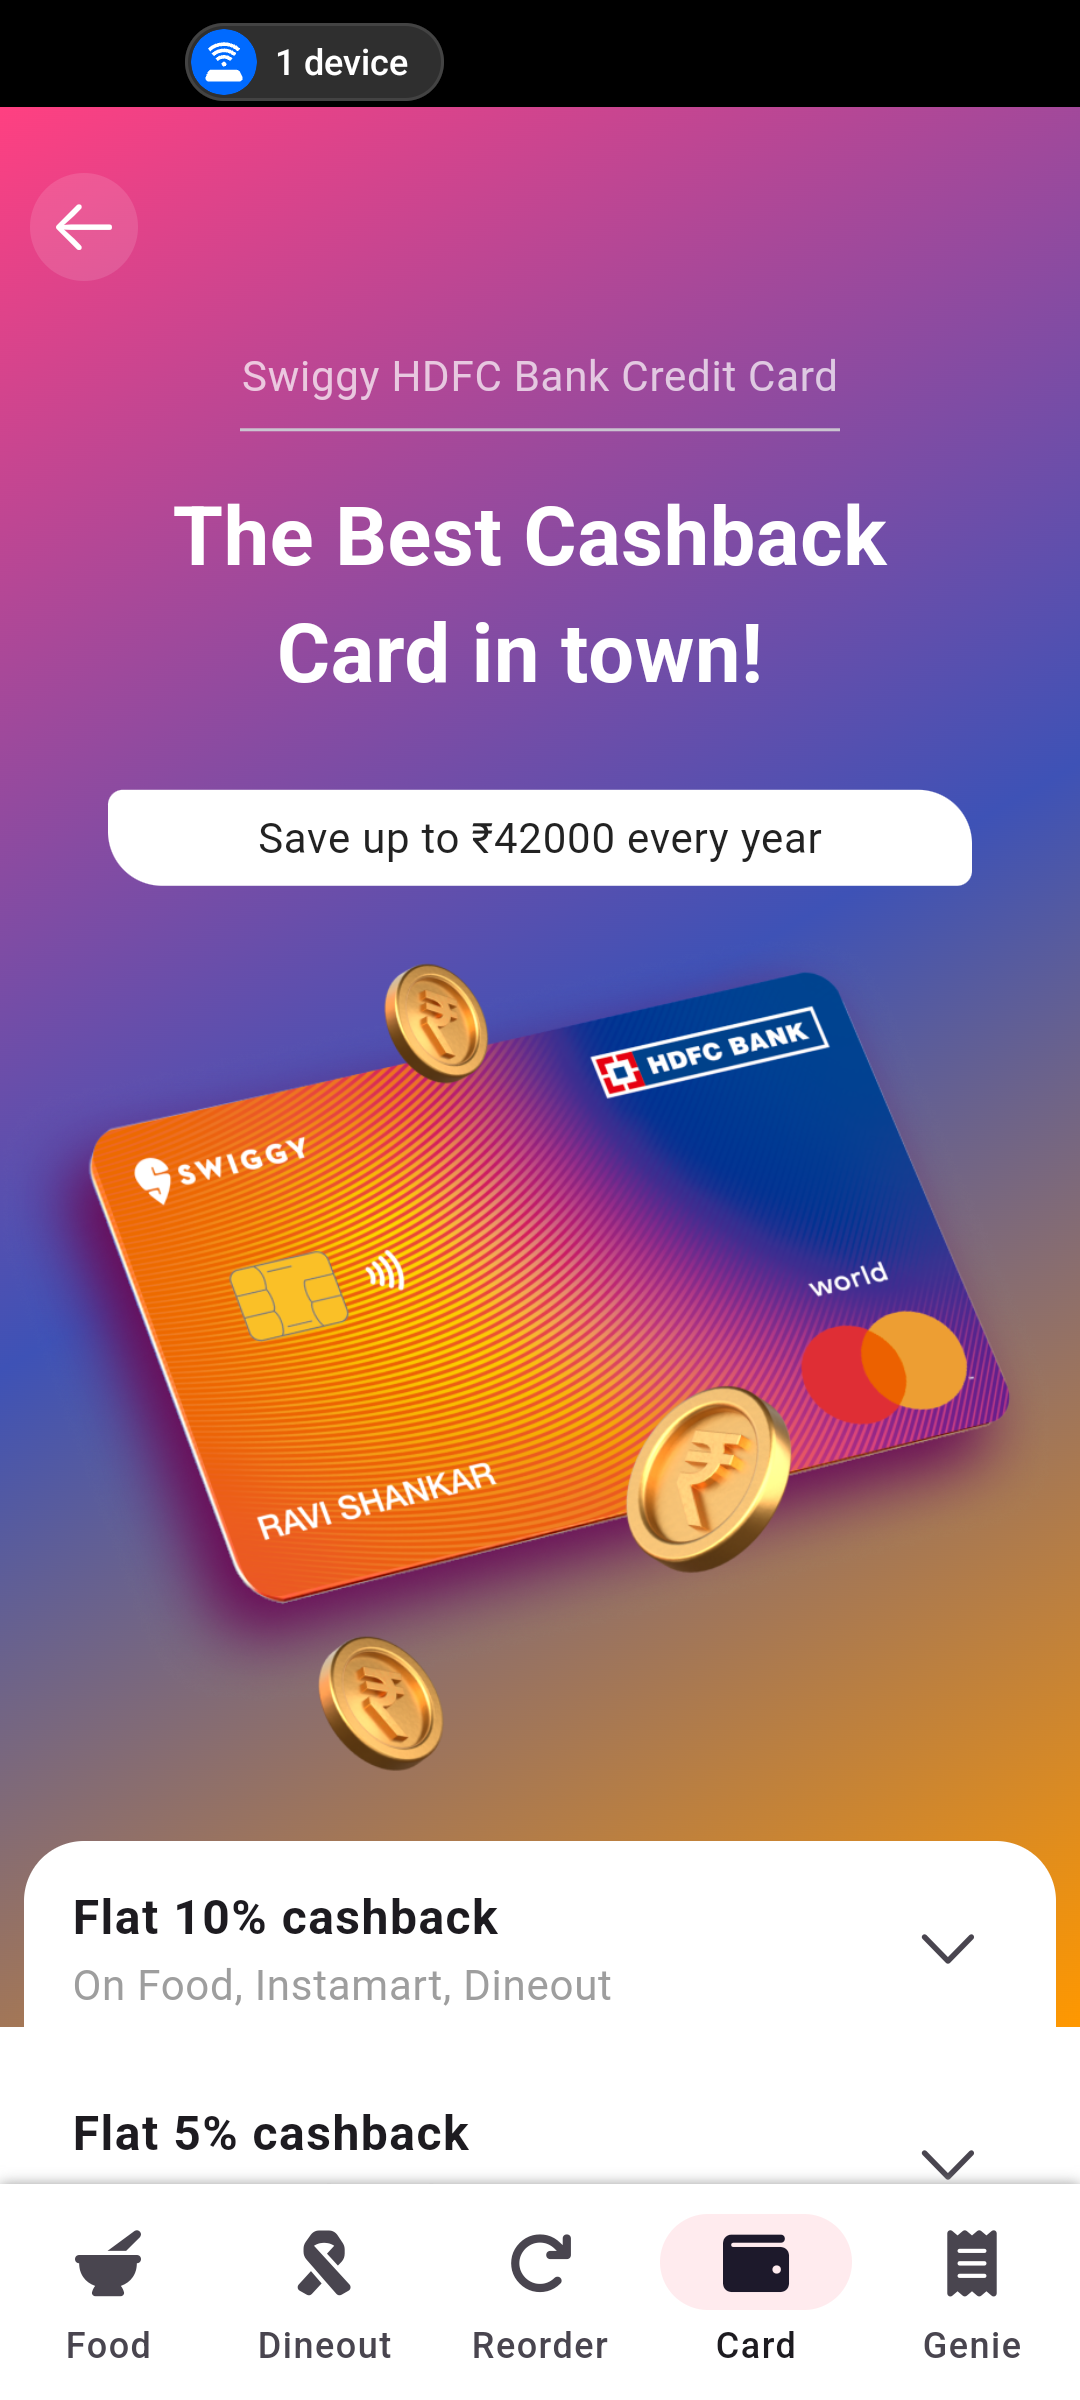 1 device
Swiggy HDFC Bank Credit Card
The Best Cashback
Card in town!
Save up to ₹42000 every year
HDFC BANK
SWIGGY
world
RAVI SHANKAR
Flat 10% cashback
On Food, Instamart, Dineout
Flat 5% cashback
Food
Dineout
Reorder
Card
Genie